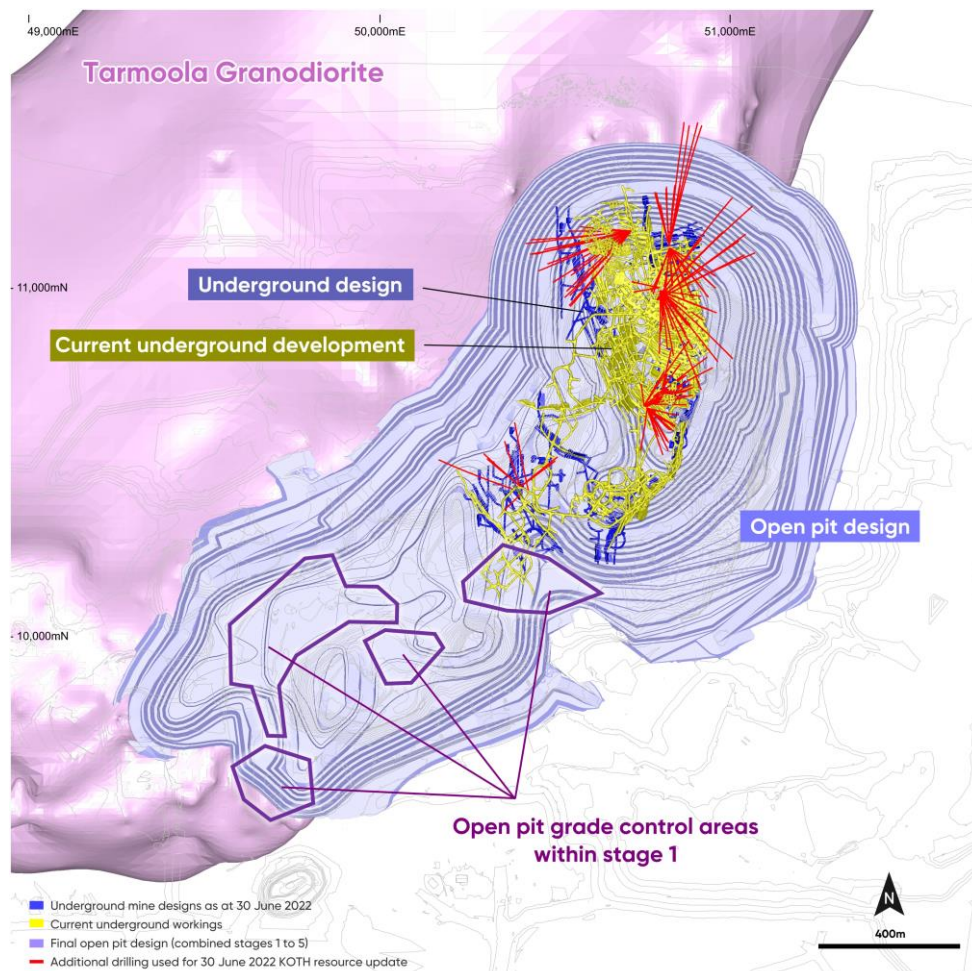 49,000mE
50,000mE
51,000mE
Tarmoola Granodiorite
Underground design
11,000mN
Current underground development
Open pit design
10,000mN
Open pit grade control areas
within stage 1
Underground mine designs as at 30 June 2022
Current underground workings
Final open pit design (combined stages 1 to 5)
Additional drilling used for 30 June 2022 KOTH resource update
N
400m